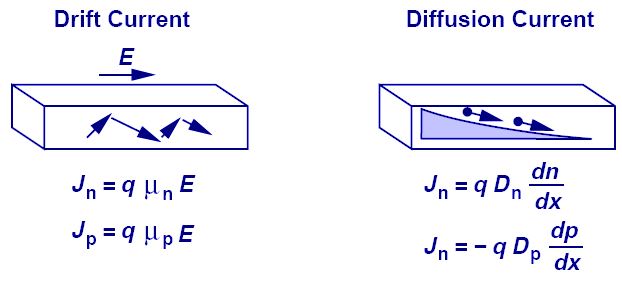 Drift Current
E
Jn = q μn E
Jp = q μp E
Diffusion Current
Jn = q Dn dn/dx
Jn = – q Dp dp/dx